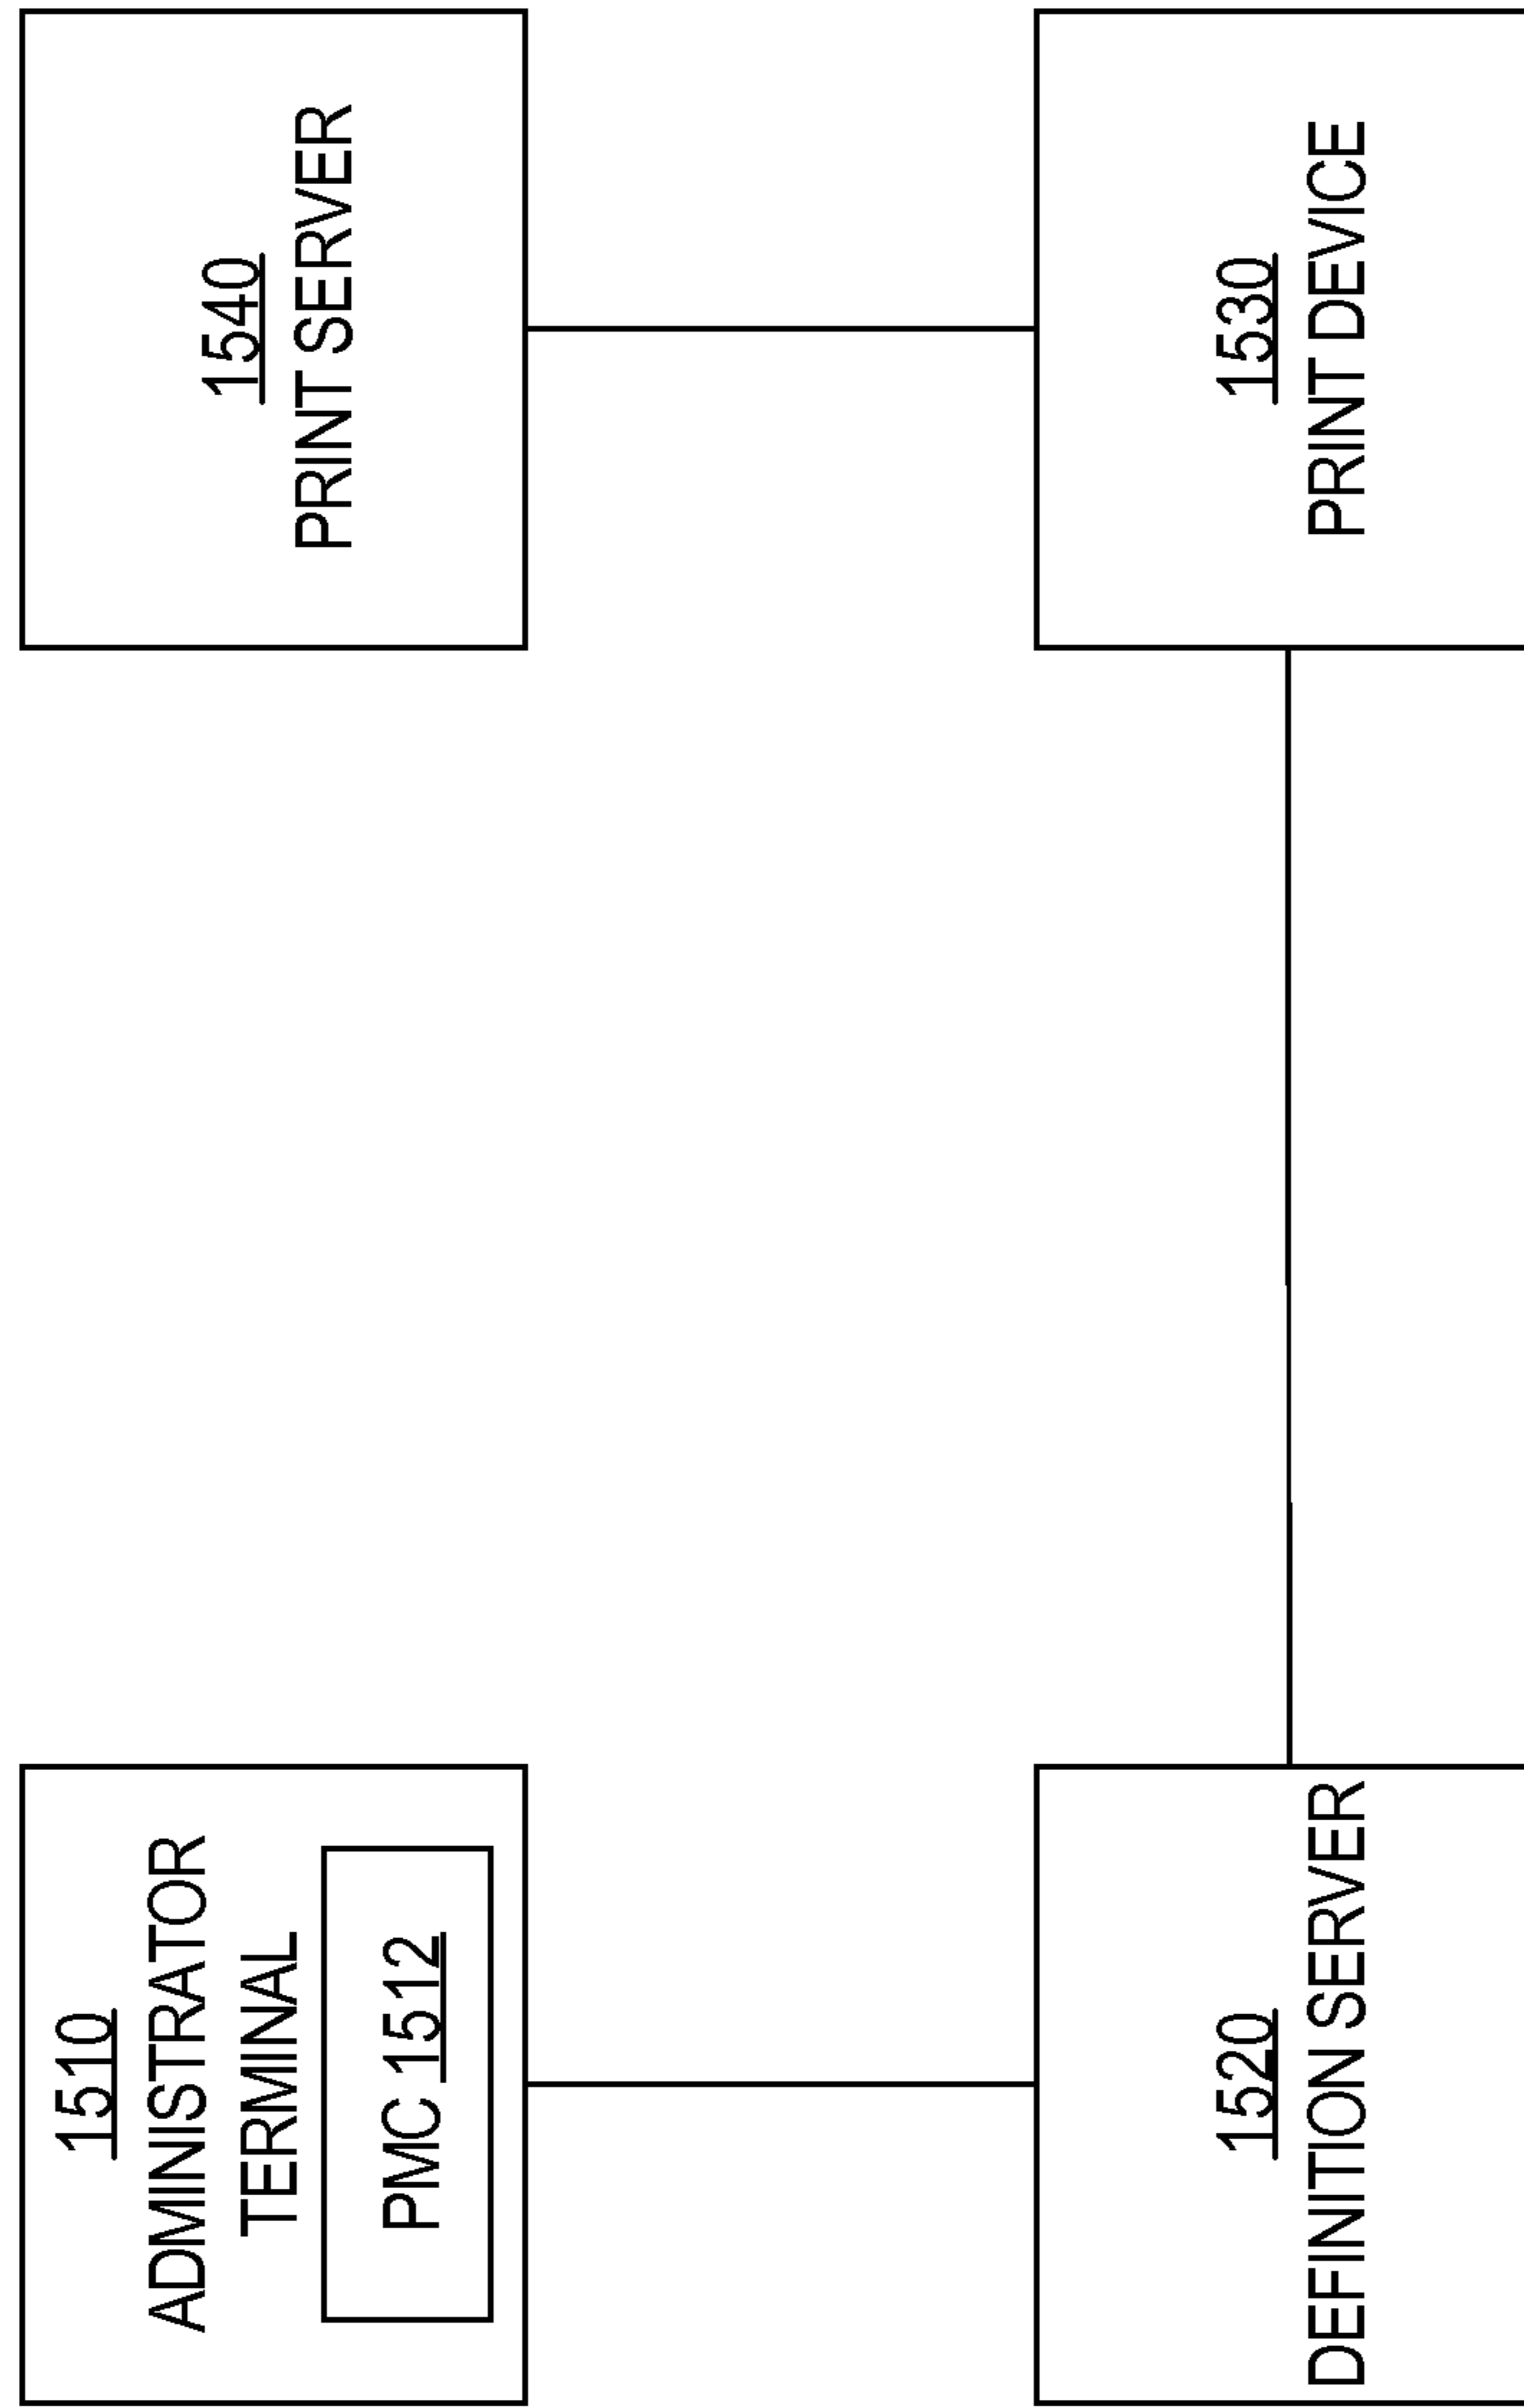 1510
ADMINISTRATOR
TERMINAL
PMC 1512
1540
PRINT SERVER
1520
DEFINITION SERVER
1530
PRINT DEVICE